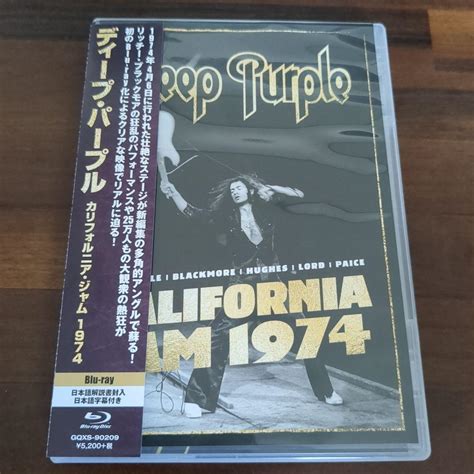 1974年4月6日に行われた壮絶なステージが新編集の多角的アングルで蘇る!
リッチー・ブラックモアの狂乱のパフォーマンスや25万人もの大観衆の熱狂が
初のBlu-ray化によるクリアな映像でリアルに迫る!
ディープ・パープル カリフォルニア・ジャム 1974
Blu-ray
日本語解説書封入
日本語字幕付き
Blu-ray Disc
GQXS-90209
¥5,200+税
eep Purple
LE | BLACKMORE | HUGHES | LORD | PAICE
ALIFORNIA
AM 1974